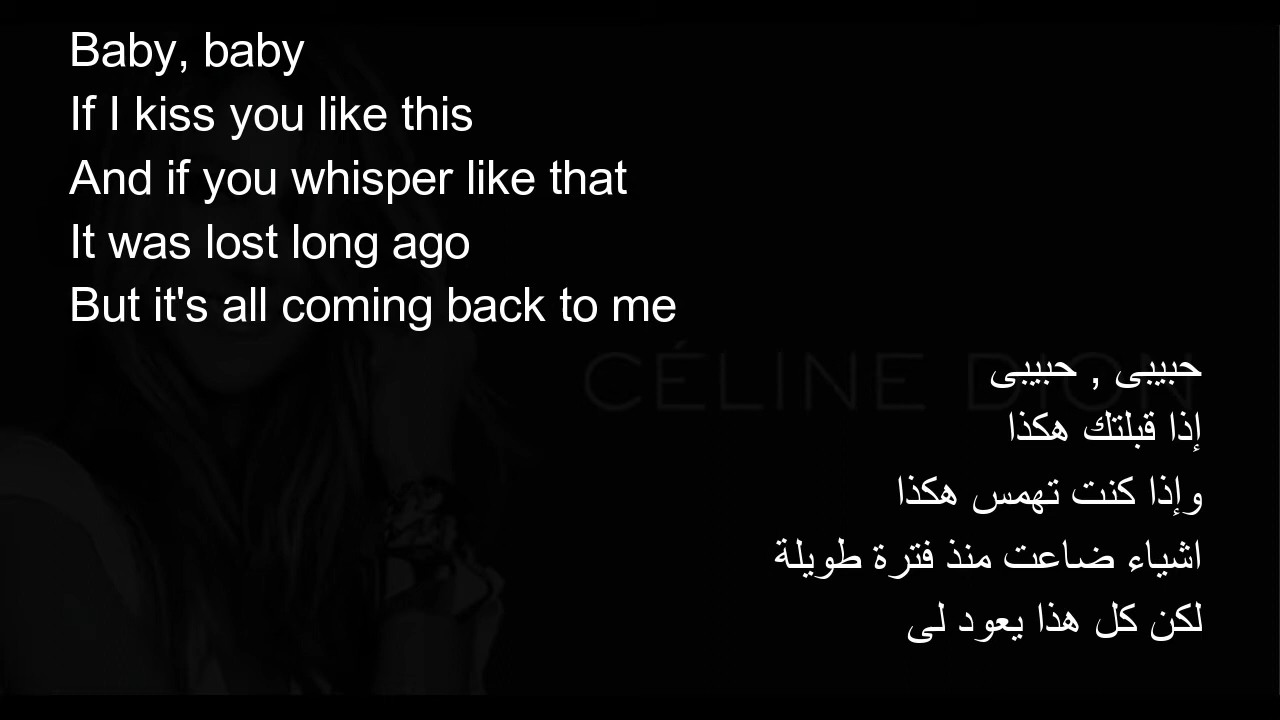 Baby, baby
If I kiss you like this
And if you whisper like that
It was lost long ago
But it's all coming back to me
CÉLINE DION
حبيبى , حبيبى
إذا قبلتك هكذا
وإذا كنت تهمس هكذا
اشياء ضاعت منذ فترة طويلة
لكن كل هذا يعود لى